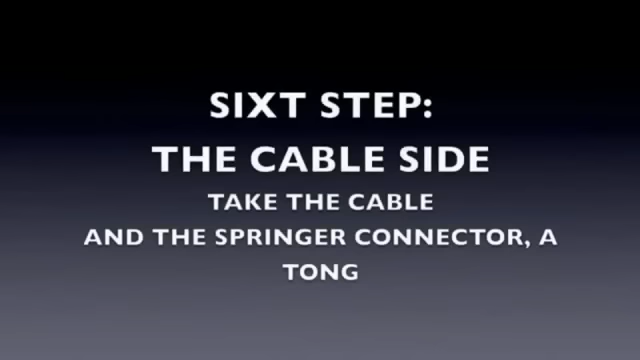 SIXT STEP:
THE CABLE SIDE
TAKE THE CABLE
AND THE SPRINGER CONNECTOR, A
TONG